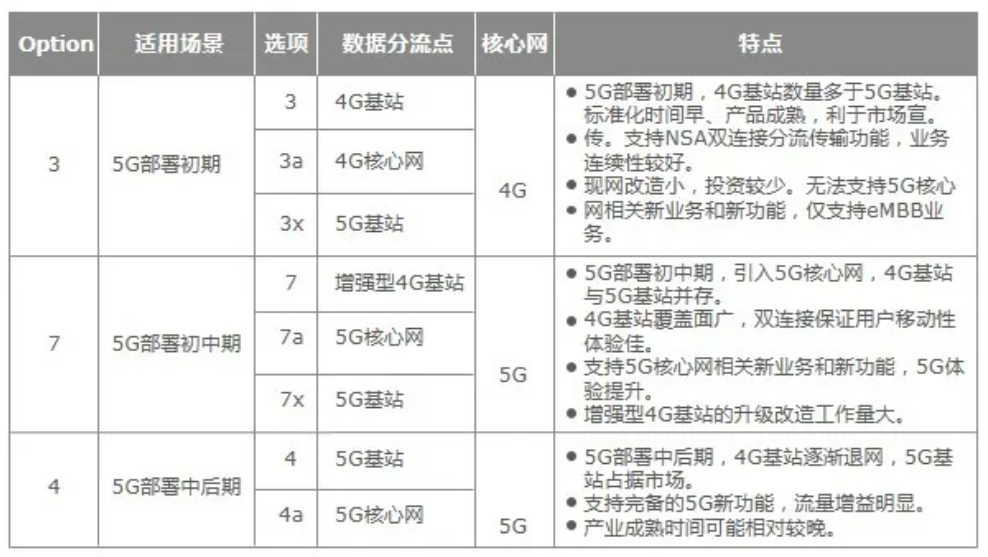 Option 适用场景 选项 数据分流点 核心网 特点
3 5G部署初期 4G
3 4G基站
3a 4G核心网
3x 5G基站
● 5G部署初期，4G基站数量多于5G基站。
标准化时间早、产品成熟，利于市场宣。
● 传。支持NSA双连接分流传输功能，业务
连续性较好。
● 现网改造小，投资较少。无法支持5G核心
● 网相关新业务和新功能，仅支持eMBB业
务。
7 5G部署初中期 5G
7 增强型4G基站
7a 5G核心网
7x 5G基站
● 5G部署初中期，引入5G核心网，4G基站
与5G基站并存。
● 4G基站覆盖面广，双连接保证用户移动性
体验佳。
● 支持5G核心网相关新业务和新功能，5G体
验提升。
● 增强型4G基站的升级改造工作量大。
4 5G部署中后期 5G
4 5G基站
4a 5G核心网
● 5G部署中后期，4G基站逐渐退网，5G基
站占据市场。
● 支持完备的5G新功能，流量增益明显。
● 产业成熟时间可能相对较晚。